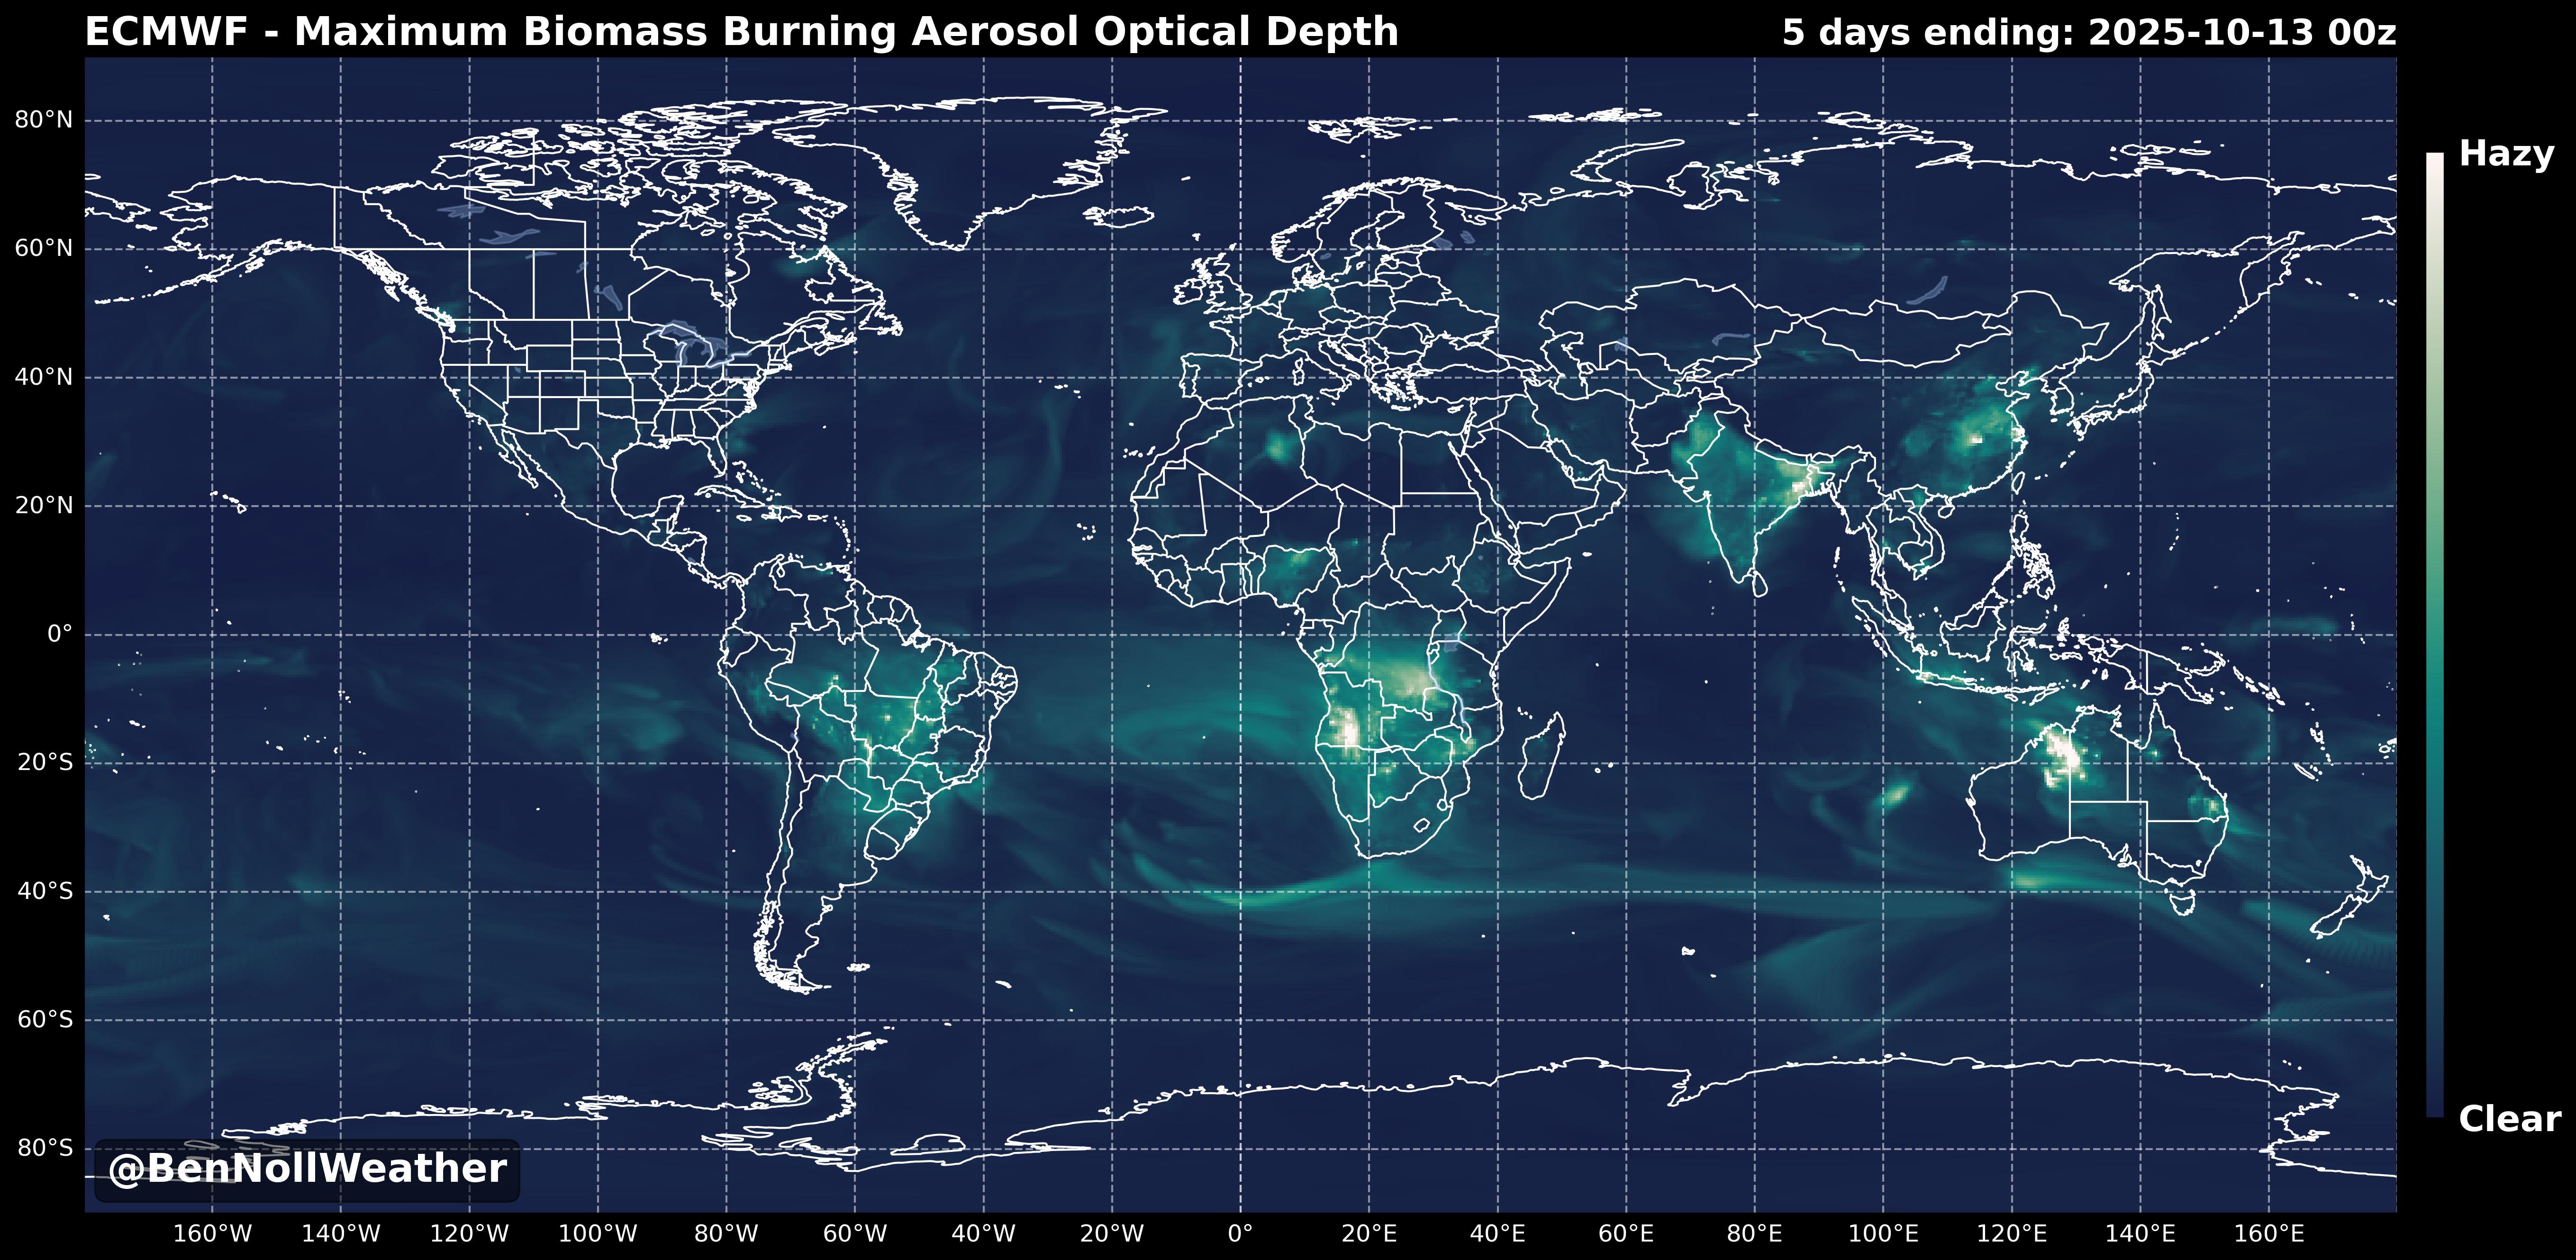 ECMWF - Maximum Biomass Burning Aerosol Optical Depth
5 days ending: 2025-10-13 00z
Hazy
80°N
60°N
40°N
20°N
0°
20°S
40°S
60°S
80°S
Clear
@BenNollWeather
160°W 140°W 120°W 100°W 80°W 60°W 40°W 20°W 0° 20°E 40°E 60°E 80°E 100°E 120°E 140°E 160°E